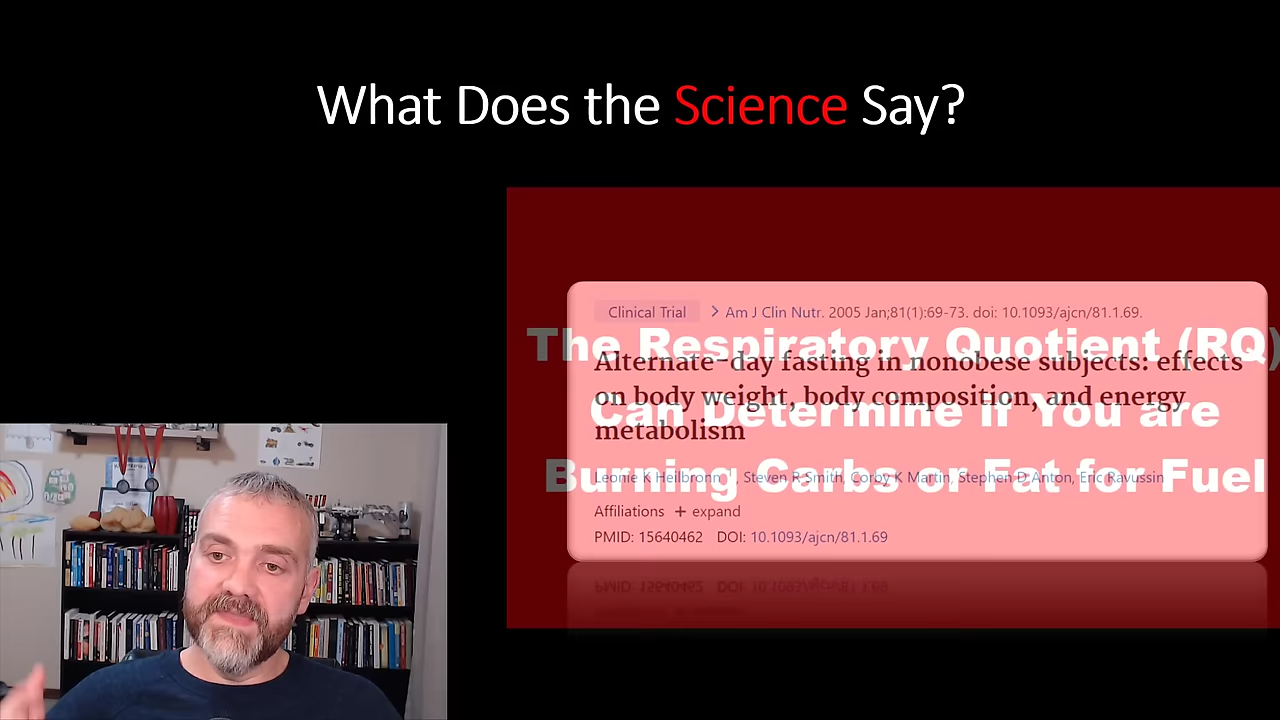 What Does the Science Say?
Clinical Trial > Am J Clin Nutr. 2005 Jan;81(1):69-73. doi: 10.1093/ajcn/81.1.69.
The Respiratory Quotient (RQ)
Alternate-day fasting in nonobese subjects: effects
on body weight, body composition, and energy
Can Determine if You are
metabolism
Burning Carbs or Fat for Fuel
Leonie K Heilbronn, Steven R Smith, Corby K Martin, Stephen D Anton, Eric Ravussin
Affiliations + expand
PMID: 15640462 DOI: 10.1093/ajcn/81.1.69